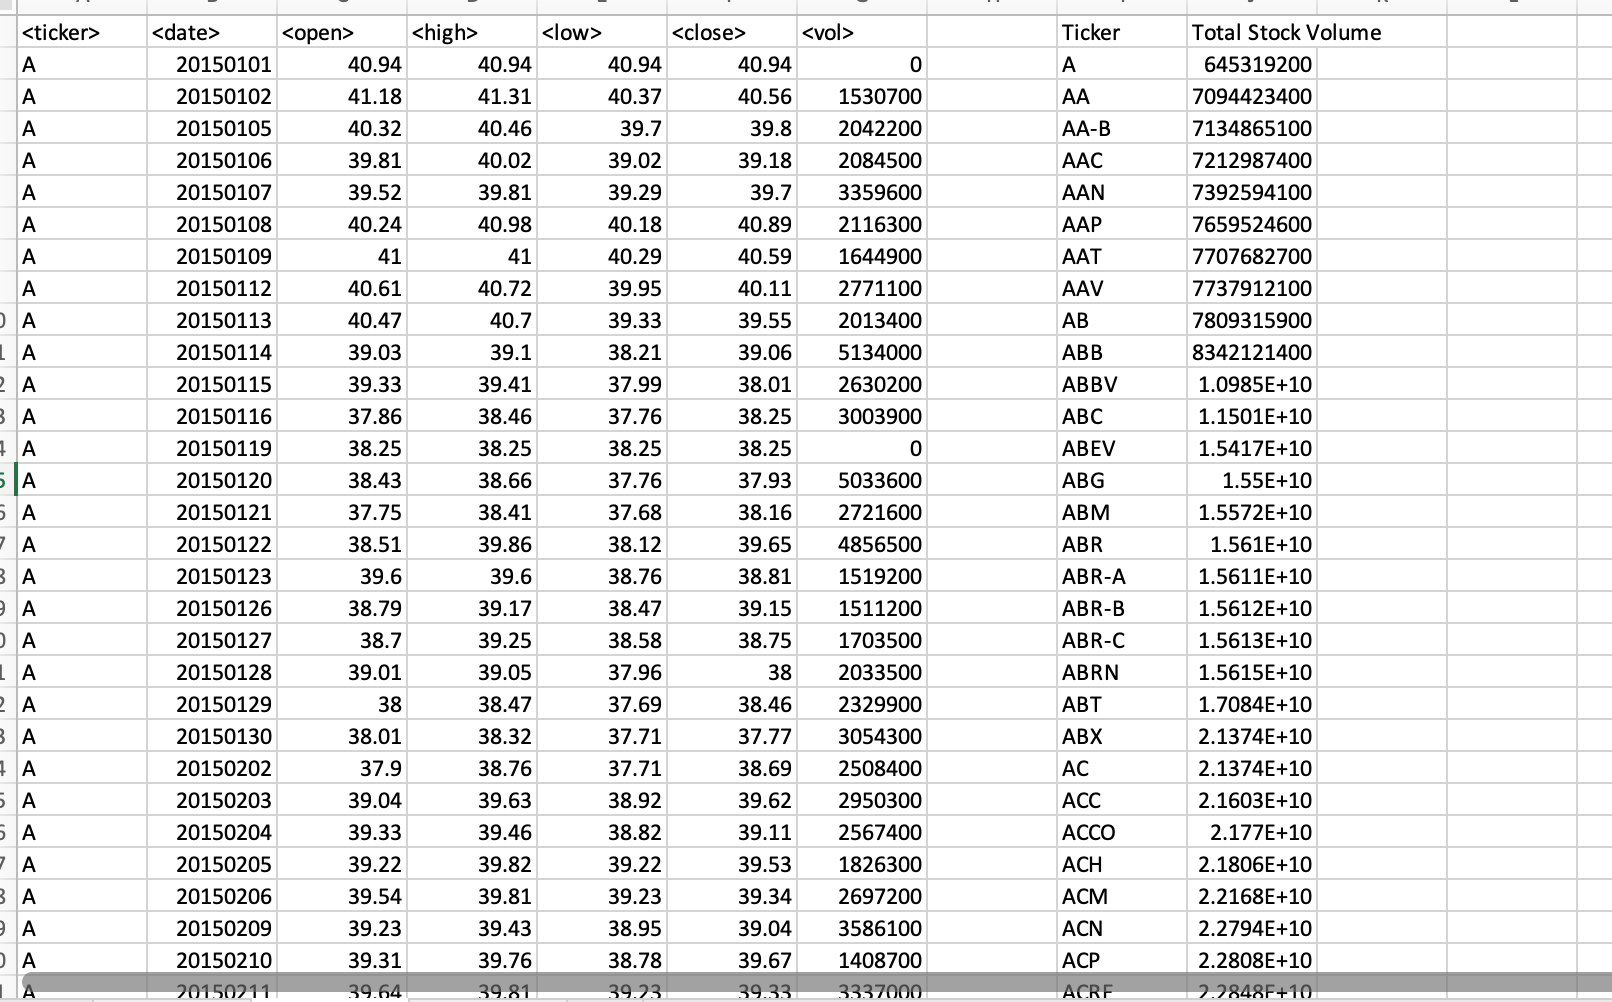 <ticker> <date> <open> <high> <low> <close> <vol> Ticker Total Stock Volume
A 20150101 40.94 40.94 40.94 40.94 0 A 645319200
A 20150102 41.18 41.31 40.37 40.56 1530700 AA 7094423400
A 20150105 40.32 40.46 39.7 39.8 2042200 AA-B 7134865100
A 20150106 39.81 40.02 39.02 39.18 2084500 AAC 7212987400
A 20150107 39.52 39.81 39.29 39.7 3359600 AAN 7392594100
A 20150108 40.24 40.98 40.18 40.89 2116300 AAP 7659524600
A 20150109 41 41 40.29 40.59 1644900 AAT 7707682700
A 20150112 40.61 40.72 39.95 40.11 2771100 AAV 7737912100
A 20150113 40.47 40.7 39.33 39.55 2013400 AB 7809315900
A 20150114 39.03 39.1 38.21 39.06 5134000 ABB 8342121400
A 20150115 39.33 39.41 37.99 38.01 2630200 ABBV 1.0985E+10
A 20150116 37.86 38.46 37.76 38.25 3003900 ABC 1.1501E+10
A 20150119 38.25 38.25 38.25 38.25 0 ABEV 1.5417E+10
A 20150120 38.43 38.66 37.76 37.93 5033600 ABG 1.55E+10
A 20150121 37.75 38.41 37.68 38.16 2721600 ABM 1.5572E+10
A 20150122 38.51 39.86 38.12 39.65 4856500 ABR 1.561E+10
A 20150123 39.6 39.6 38.76 38.81 1519200 ABR-A 1.5611E+10
A 20150126 38.79 39.17 38.47 39.15 1511200 ABR-B 1.5612E+10
A 20150127 38.7 39.25 38.58 38.75 1703500 ABR-C 1.5613E+10
A 20150128 39.01 39.05 37.96 38 2033500 ABRN 1.5615E+10
A 20150129 38 38.47 37.69 38.46 2329900 ABT 1.7084E+10
A 20150130 38.01 38.32 37.71 37.77 3054300 ABX 2.1374E+10
A 20150202 37.9 38.76 37.71 38.69 2508400 AC 2.1374E+10
A 20150203 39.04 39.63 38.92 39.62 2950300 ACC 2.1603E+10
A 20150204 39.33 39.46 38.82 39.11 2567400 ACCO 2.177E+10
A 20150205 39.22 39.82 39.22 39.53 1826300 ACH 2.1806E+10
A 20150206 39.54 39.81 39.23 39.34 2697200 ACM 2.2168E+10
A 20150209 39.23 39.43 38.95 39.04 3586100 ACN 2.2794E+10
A 20150210 39.31 39.76 38.78 39.67 1408700 ACP 2.2808E+10
A 20150211 39.64 39.81 39.23 39.33 3337000 ACRE 2.2848E+10